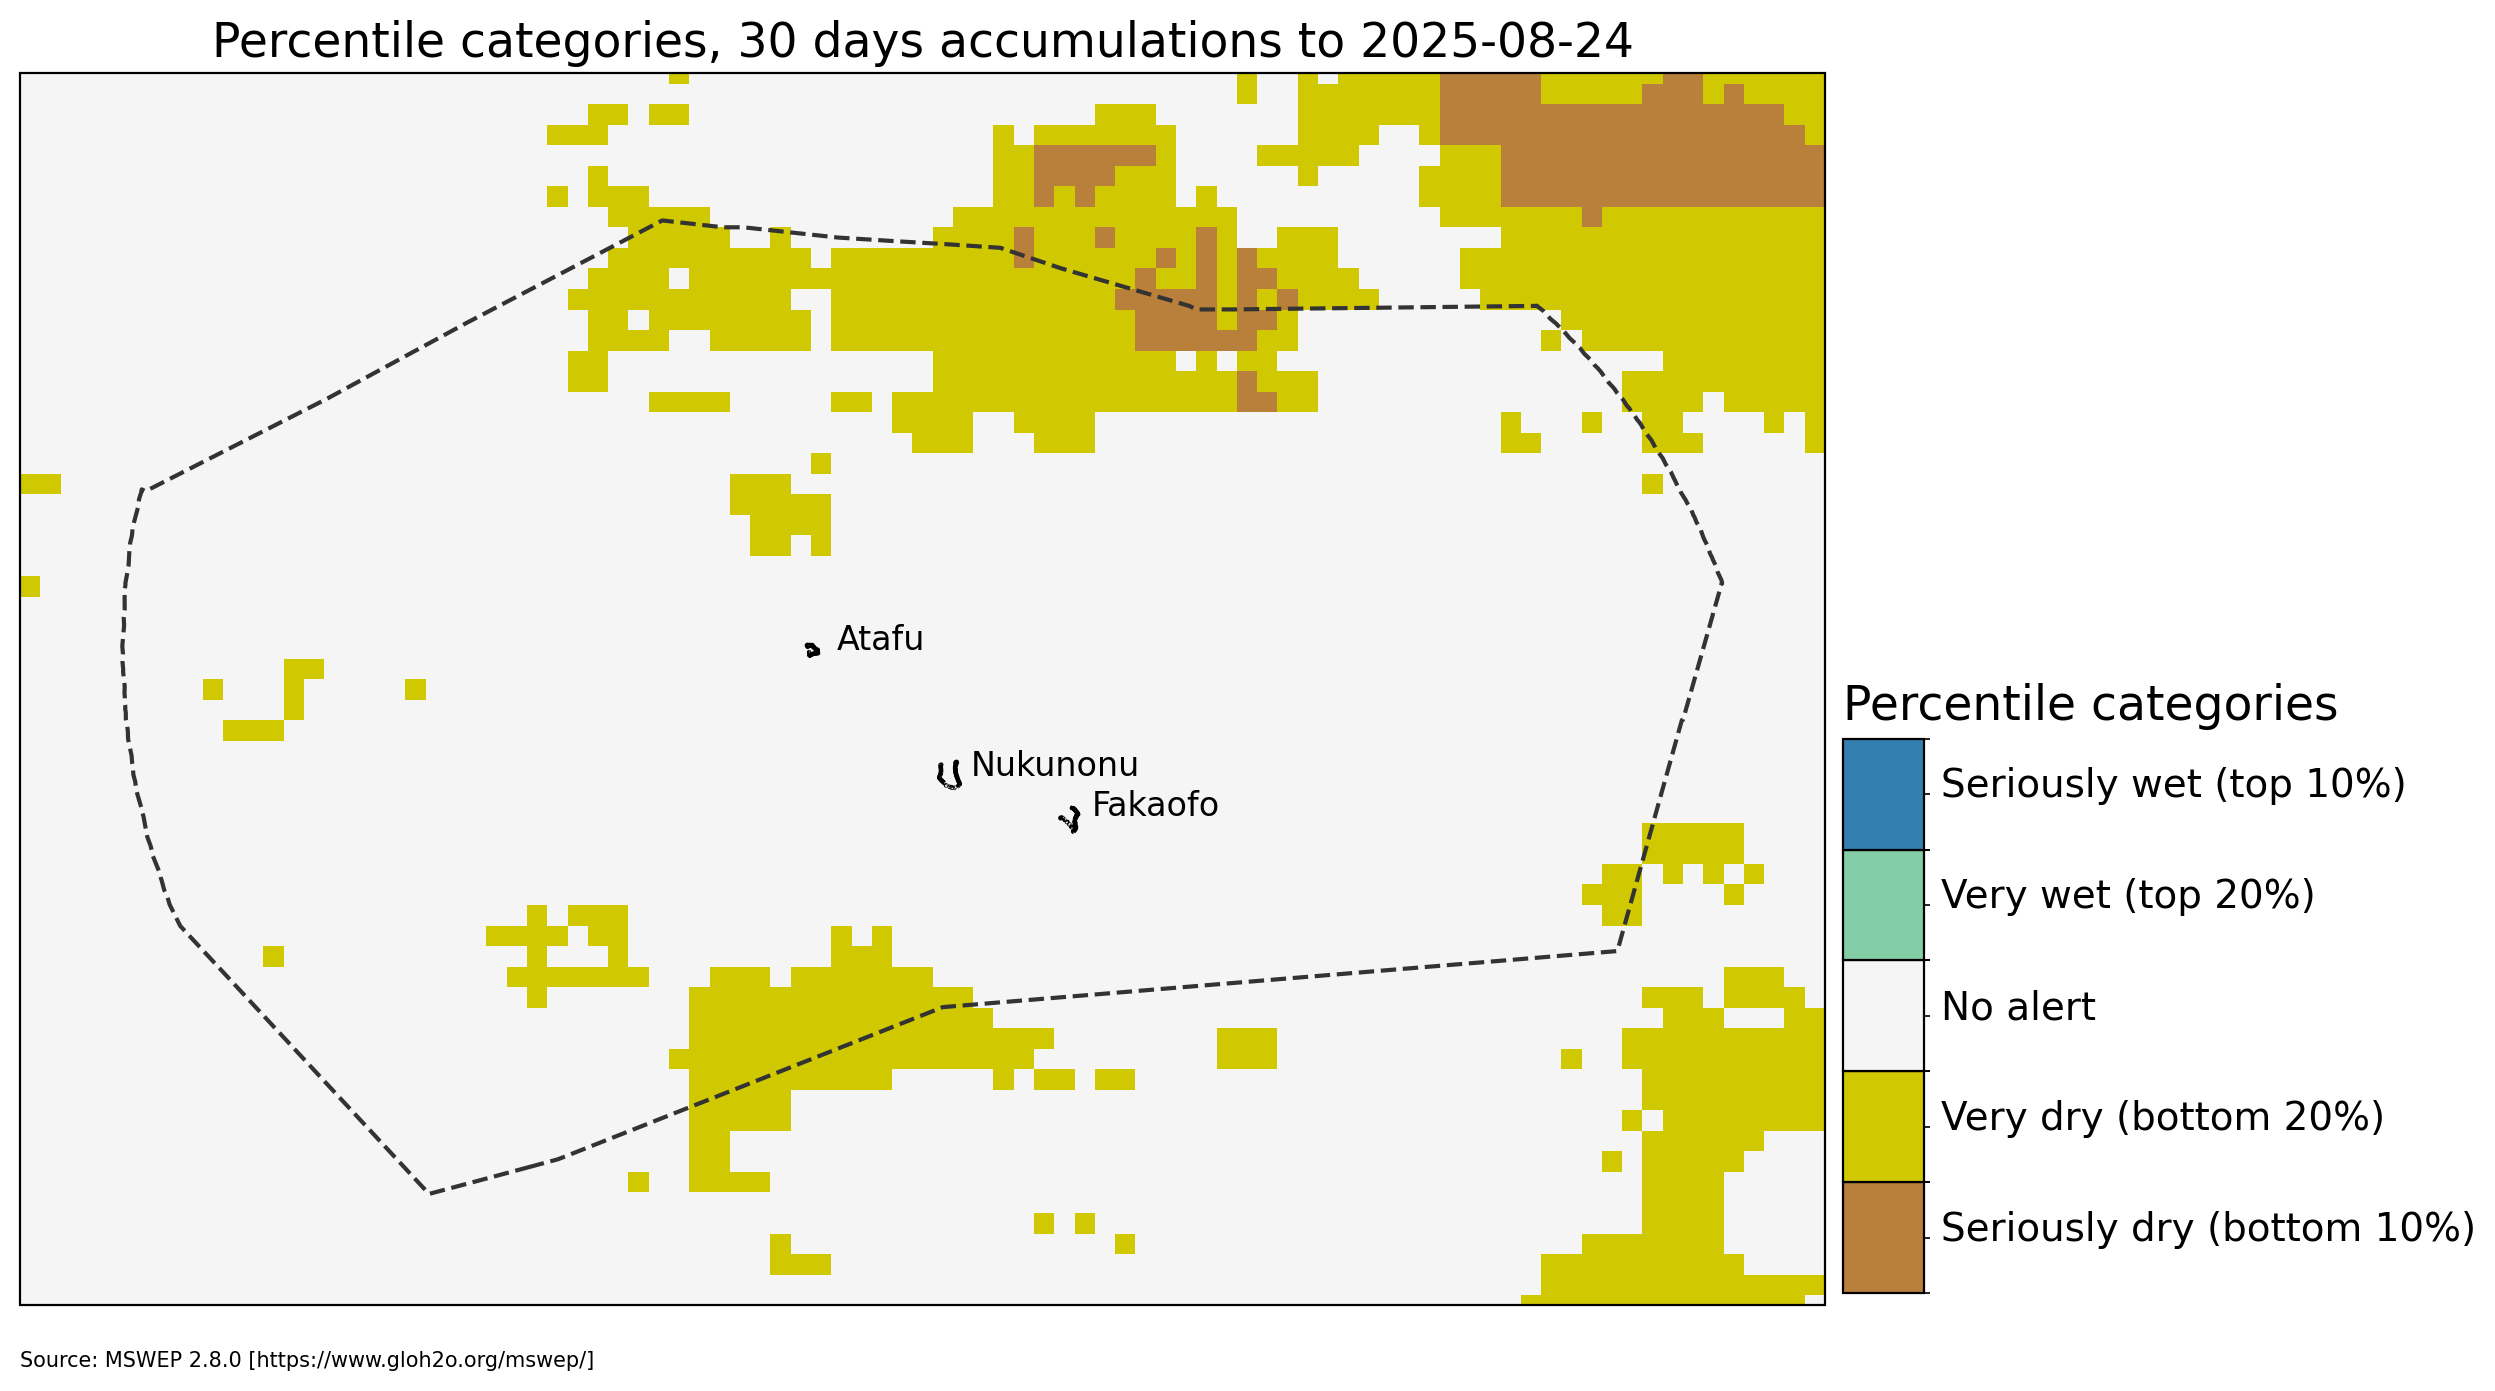 Percentile categories, 30 days accumulations to 2025-08-24
Atafu
Nukunonu
Fakaofo
Percentile categories
Seriously wet (top 10%)
Very wet (top 20%)
No alert
Very dry (bottom 20%)
Seriously dry (bottom 10%)
Source: MSWEP 2.8.0 [https://www.gloh2o.org/mswep/]